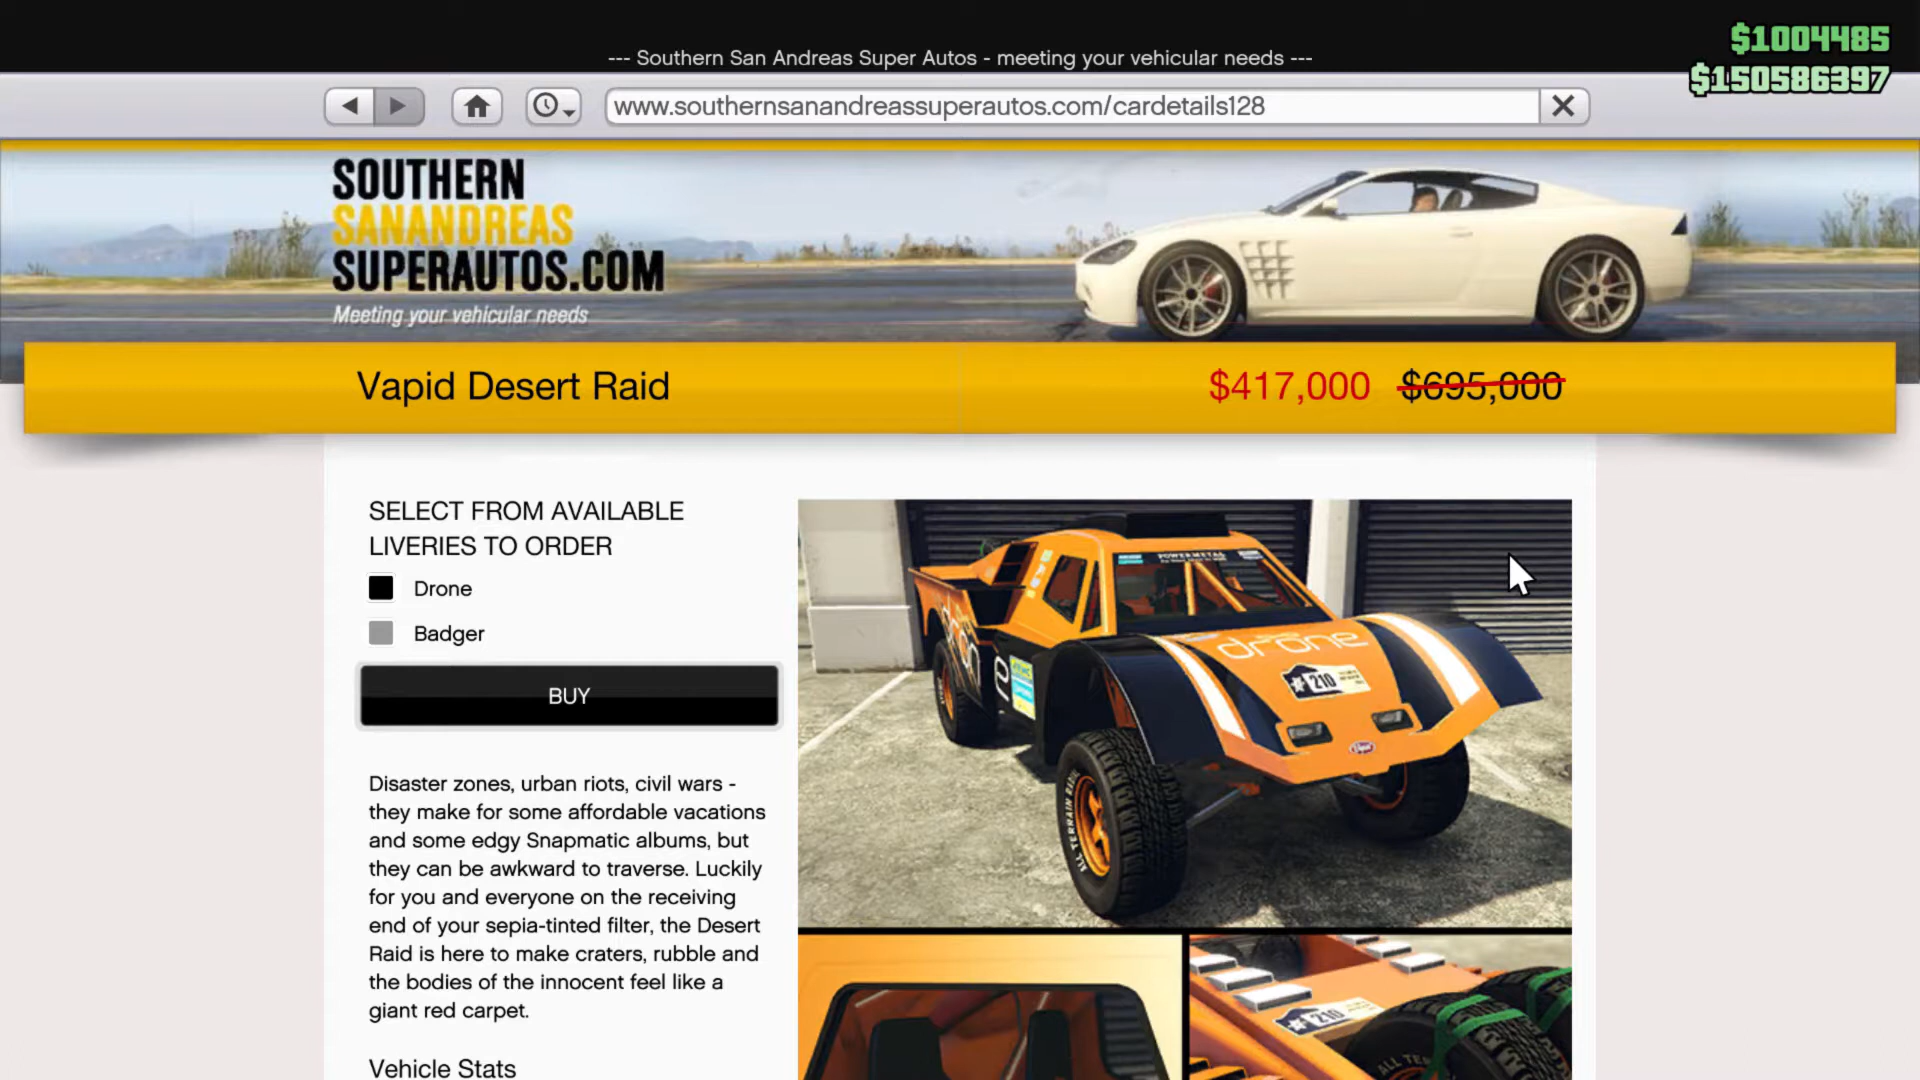 --- Southern San Andreas Super Autos - meeting your vehicular needs ---
$1004485
$150586397
www.southernsanandreassuperautos.com/cardetails128
SOUTHERN
SANANDREAS
SUPERAUTOS.COM
Meeting your vehicular needs
Vapid Desert Raid
$417,000 $695,000
SELECT FROM AVAILABLE
LIVERIES TO ORDER
Drone
Badger
BUY
Disaster zones, urban riots, civil wars -
they make for some affordable vacations
and some edgy Snapmatic albums, but
they can be awkward to traverse. Luckily
for you and everyone on the receiving
end of your sepia-tinted filter, the Desert
Raid is here to make craters, rubble and
the bodies of the innocent feel like a
giant red carpet.
Vehicle Stats
POWERMETAL
drone
#210
ALL TERRAIN RADIAL
#210